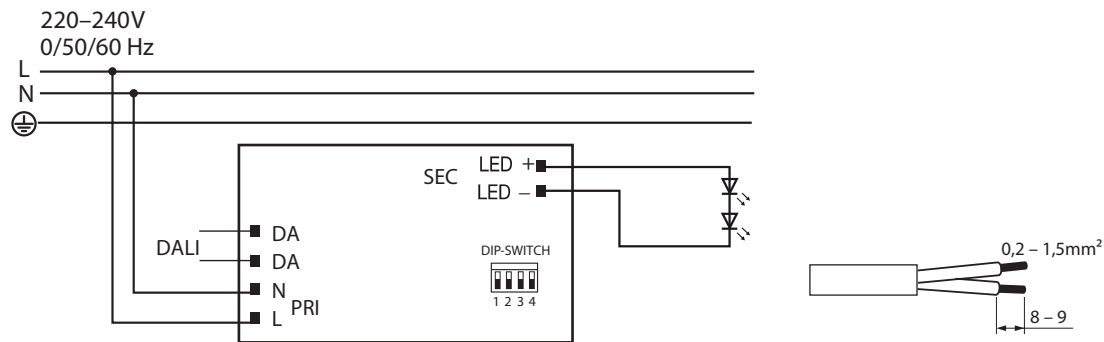 220–240V
0/50/60 Hz
L
N
SEC
LED +
LED –
DALI
DA
DA
N
PRI
L
DIP-SWITCH
1 2 3 4
0,2 – 1,5mm²
8 – 9